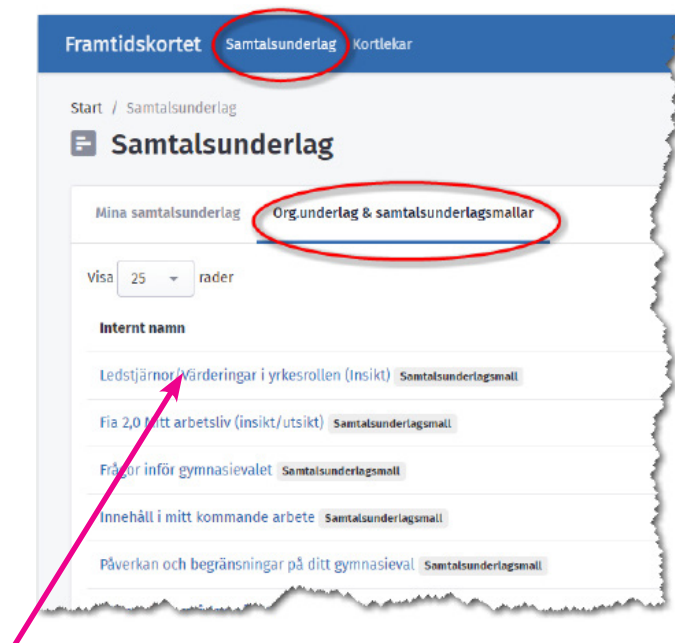 Framtidskortet Samtalsunderlag Kortlekar
Start / Samtalsunderlag
Samtalsunderlag
Mina samtalsunderlag Org.underlag & samtalsunderlagsmallar
Visa 25 rader
Internt namn
Ledstjärnor/Värderingar i yrkesrollen (Insikt) Samtalsunderlagsmall
Fia 2,0 Mitt arbetsliv (insikt/utsikt) Samtalsunderlagsmall
Frågor inför gymnasievalet Samtalsunderlagsmall
Innehåll i mitt kommande arbete Samtalsunderlagsmall
Påverkan och begränsningar på ditt gymnasieval Samtalsunderlagsmall